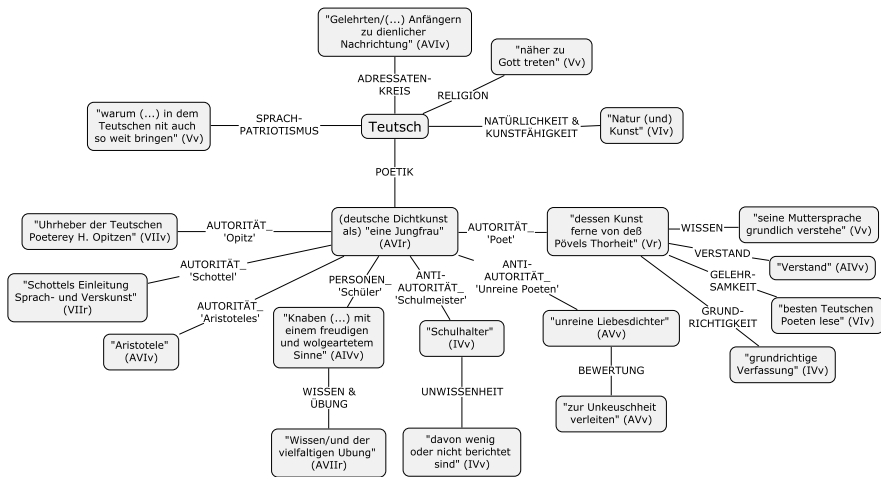 "Gelehrten/(...) Anfängern
zu dienlicher
Nachrichtung" (AVIv)
"näher zu
Gott treten" (Vv)
ADRESSATEN-
KREIS
RELIGION
"warum (...) in dem
Teutschen nit auch
so weit bringen" (Vv)
SPRACH-
PATRIOTISMUS
Teutsch
NATÜRLICHKEIT &
KUNSTFÄHIGKEIT
"Natur (und)
Kunst" (VIv)
POETIK
"Uhrheber der Teutschen
Poeterey H. Opitzen" (VIIv)
AUTORITÄT_
'Opitz'
(deutsche Dichtkunst
als) "eine Jungfrau"
(AVIr)
AUTORITÄT_
'Poet'
"dessen Kunst
ferne von deß
Pövels Thorheit" (Vr)
WISSEN
"seine Muttersprache
grundlich verstehe" (Vv)
VERSTAND
"Verstand" (AIVv)
GELEHR-
SAMKEIT
"besten Teutschen
Poeten lese" (VIv)
GRUND-
RICHTIGKEIT
"grundrichtige
Verfassung" (IVv)
AUTORITÄT_
'Schottel'
"Schottels Einleitung
Sprach- und Verskunst"
(VIIr)
AUTORITÄT_
'Aristoteles'
"Aristotele"
(AVIv)
PERSONEN_
'Schüler'
"Knaben (...) mit
einem freudigen
und wolgeartetem
Sinne" (AIVv)
WISSEN &
ÜBUNG
"Wissen/und der
vielfaltigen Ubung"
(AVIIr)
ANTI-
AUTORITÄT_
'Schulmeister'
"Schulhalter"
(IVv)
UNWISSENHEIT
"davon wenig
oder nicht berichtet
sind" (IVv)
ANTI-
AUTORITÄT_
'Unreine Poeten'
"unreine Liebesdichter"
(AVv)
BEWERTUNG
"zur Unkeuschheit
verleiten" (AVv)